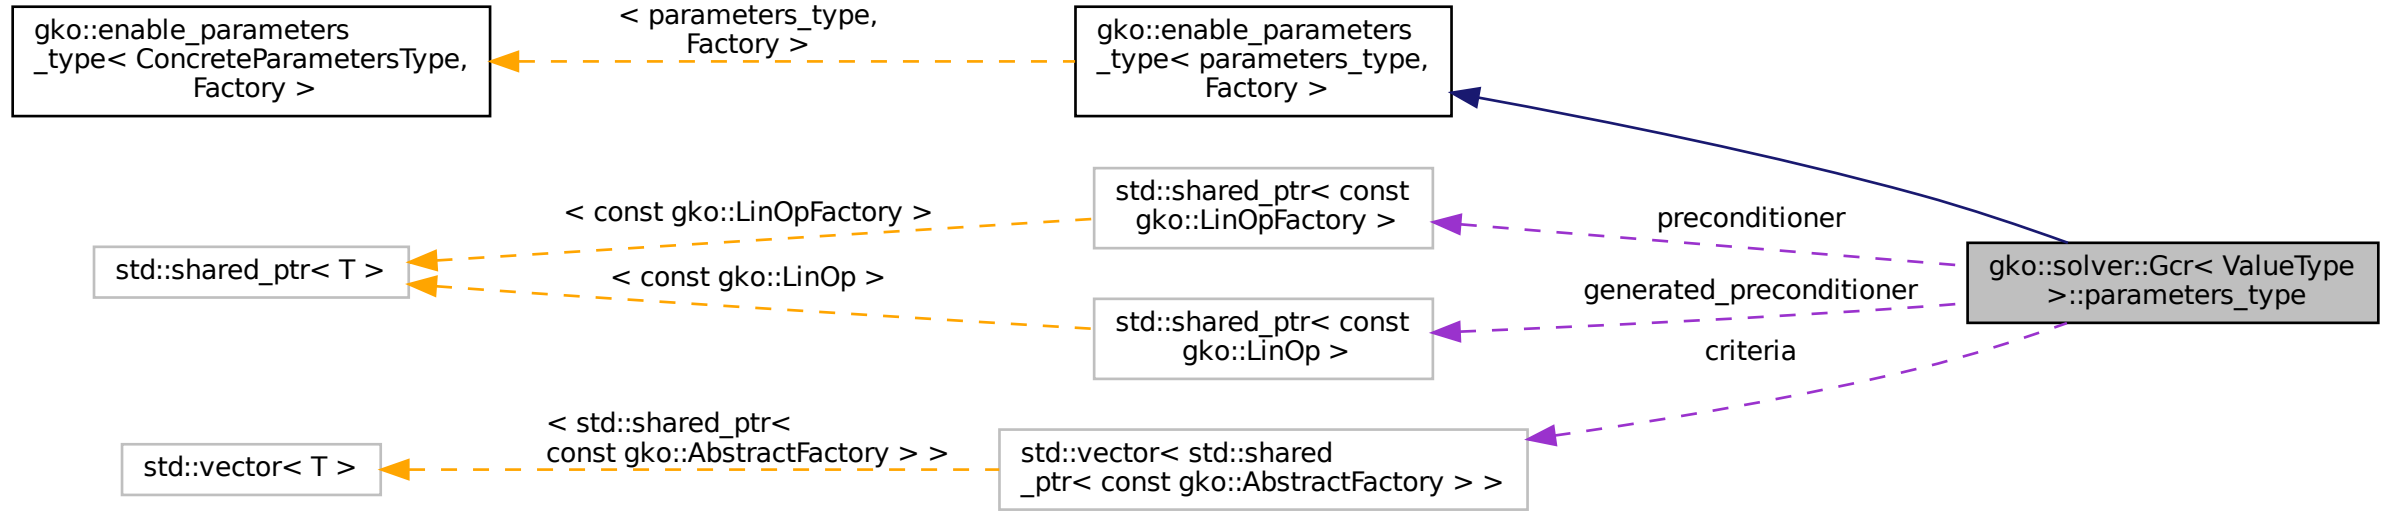 gko::enable_parameters
_type< ConcreteParametersType,
Factory >
< parameters_type,
Factory >
gko::enable_parameters
_type< parameters_type,
Factory >
std::shared_ptr< T >
< const gko::LinOpFactory >
< const gko::LinOp >
std::shared_ptr< const
gko::LinOpFactory >
std::shared_ptr< const
gko::LinOp >
preconditioner
generated_preconditioner
criteria
gko::solver::Gcr< ValueType
>::parameters_type
std::vector< T >
< std::shared_ptr<
const gko::AbstractFactory > >
std::vector< std::shared
_ptr< const gko::AbstractFactory > >